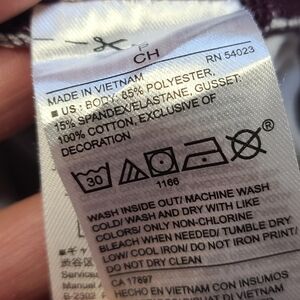 CH
RN 54023
MADE IN VIETNAM
■ US : BODY: 85% POLYESTER,
15% SPANDEX/ELASTANE, GUSSET:
100% COTTON, EXCLUSIVE OF
DECORATION
30
1166
WASH INSIDE OUT/ MACHINE WASH
COLD/ WASH AND DRY WITH LIKE
COLORS/ ONLY NON-CHLORINE
BLEACH WHEN NEEDED/ TUMBLE DRY
LOW/ COOL IRON/ DO NOT IRON PRINT/
DO NOT DRY CLEAN
CA 17897
HECHO EN VIETNAM CON INSUMOS